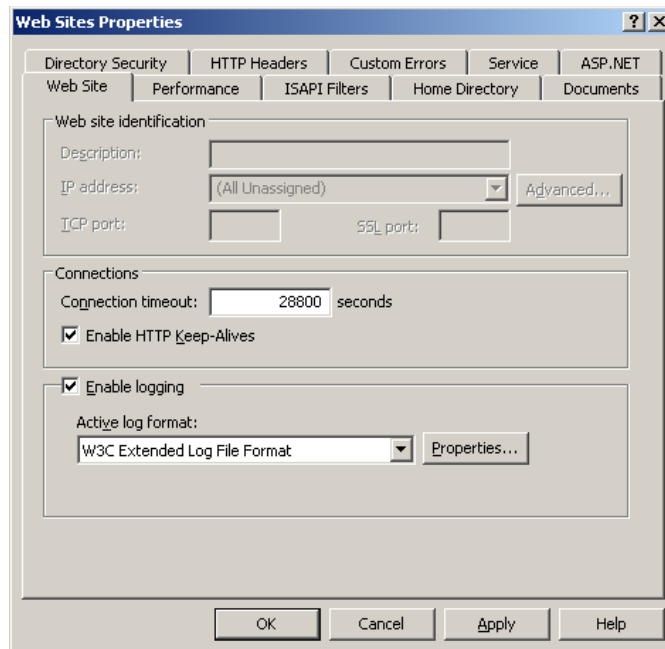 Web Sites Properties
Directory Security HTTP Headers Custom Errors Service ASP.NET
Web Site Performance ISAPI Filters Home Directory Documents
Web site identification
Description:
IP address: (All Unassigned) Advanced...
TCP port: SSL port:
Connections
Connection timeout: 28800 seconds
Enable HTTP Keep-Alives
Enable logging
Active log format:
W3C Extended Log File Format Properties...
OK Cancel Apply Help